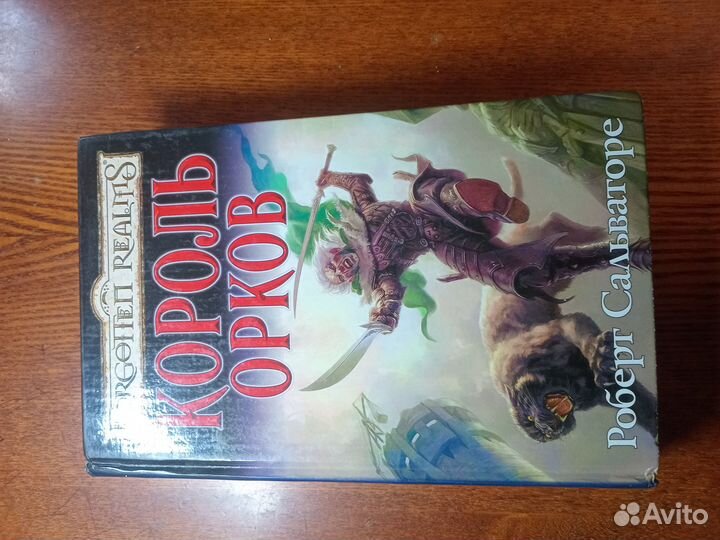 FORGOTTEN REALMS
КОРОЛЬ
ОРКОВ
Роберт Сальваторе
Avito